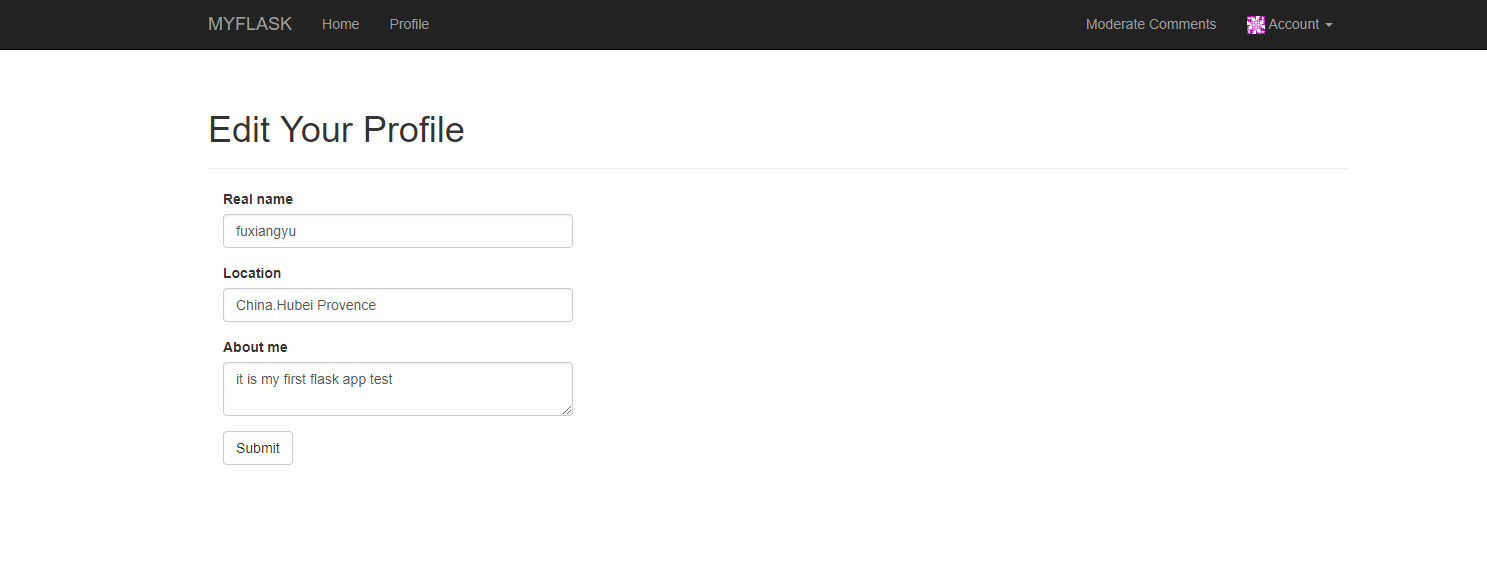 MYFLASK Home Profile Moderate Comments Account
Edit Your Profile
Real name
fuxiangyu
Location
China.Hubei Provence
About me
it is my first flask app test
Submit